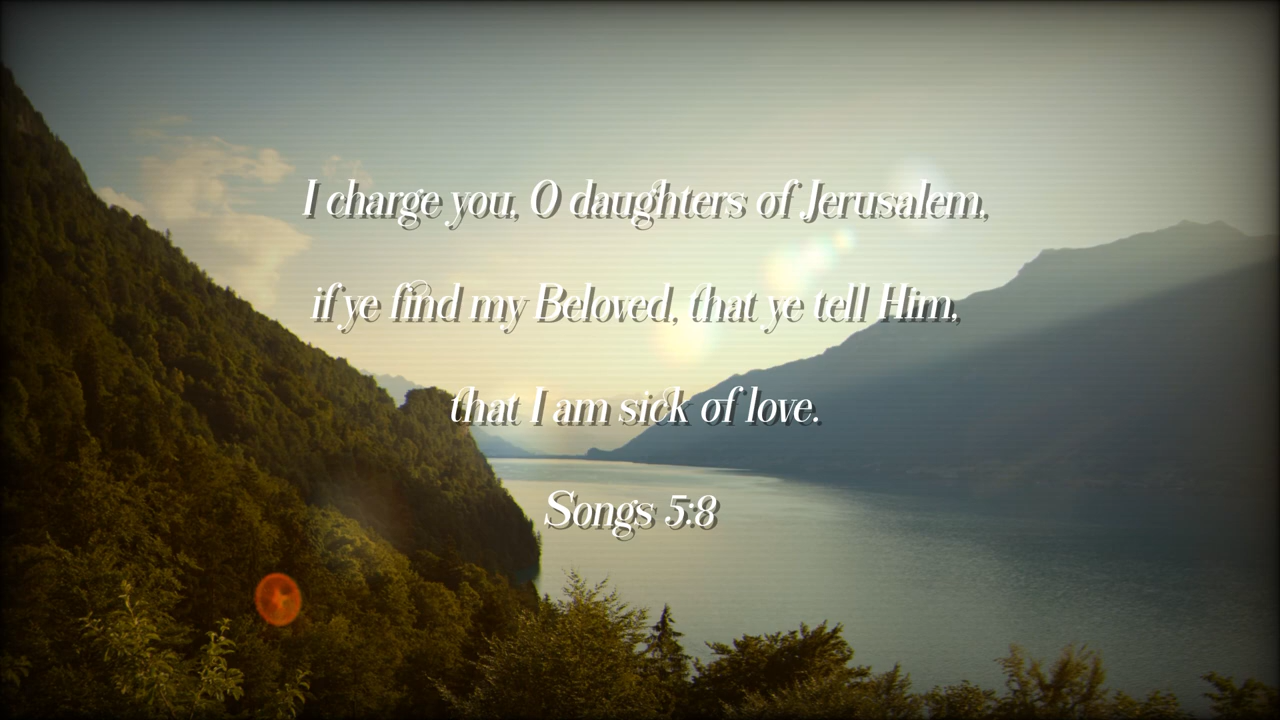 I charge you, O daughters of Jerusalem,
if ye find my Beloved, that ye tell Him,
that I am sick of love.
Songs 5:8